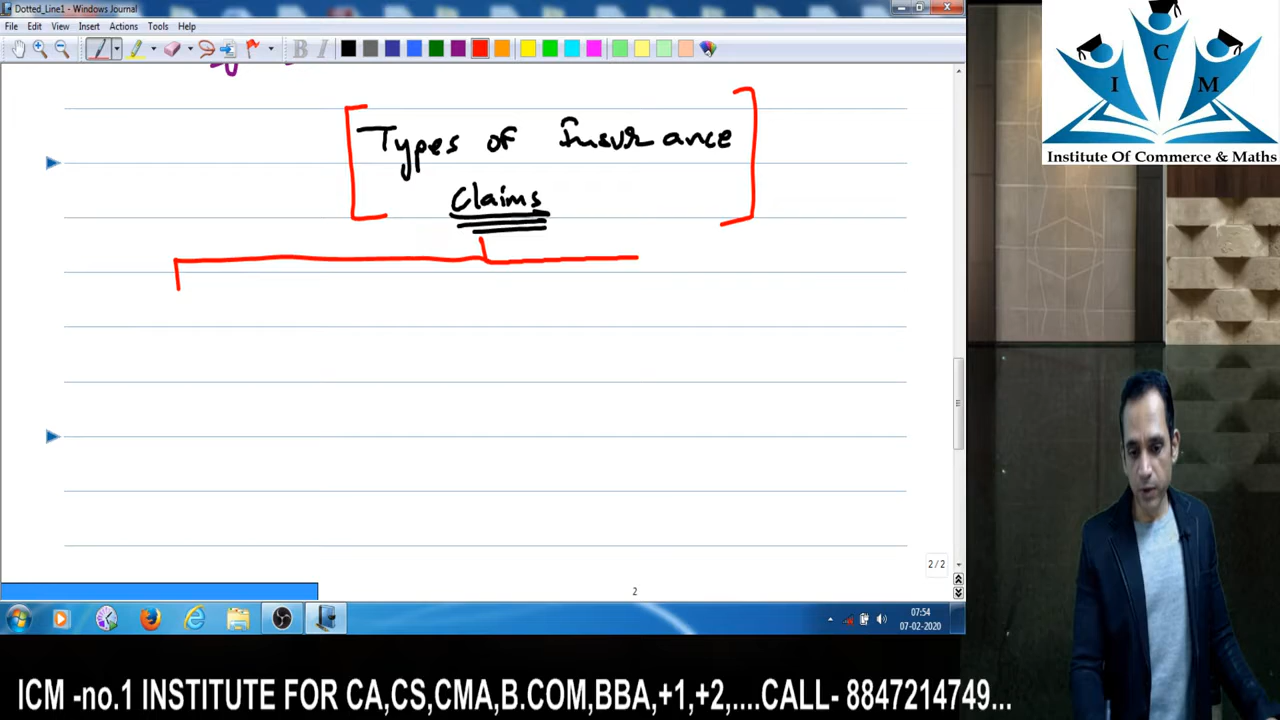 Dotted_Line1 - Windows Journal
File Edit View Insert Actions Tools Help
B I
Types of Insurance
Claims
2 / 2
2
07:54
07-02-2020
I C M
Institute Of Commerce & Maths
ICM -no.1 INSTITUTE FOR CA,CS,CMA,B.COM,BBA,+1,+2,....CALL- 8847214749...